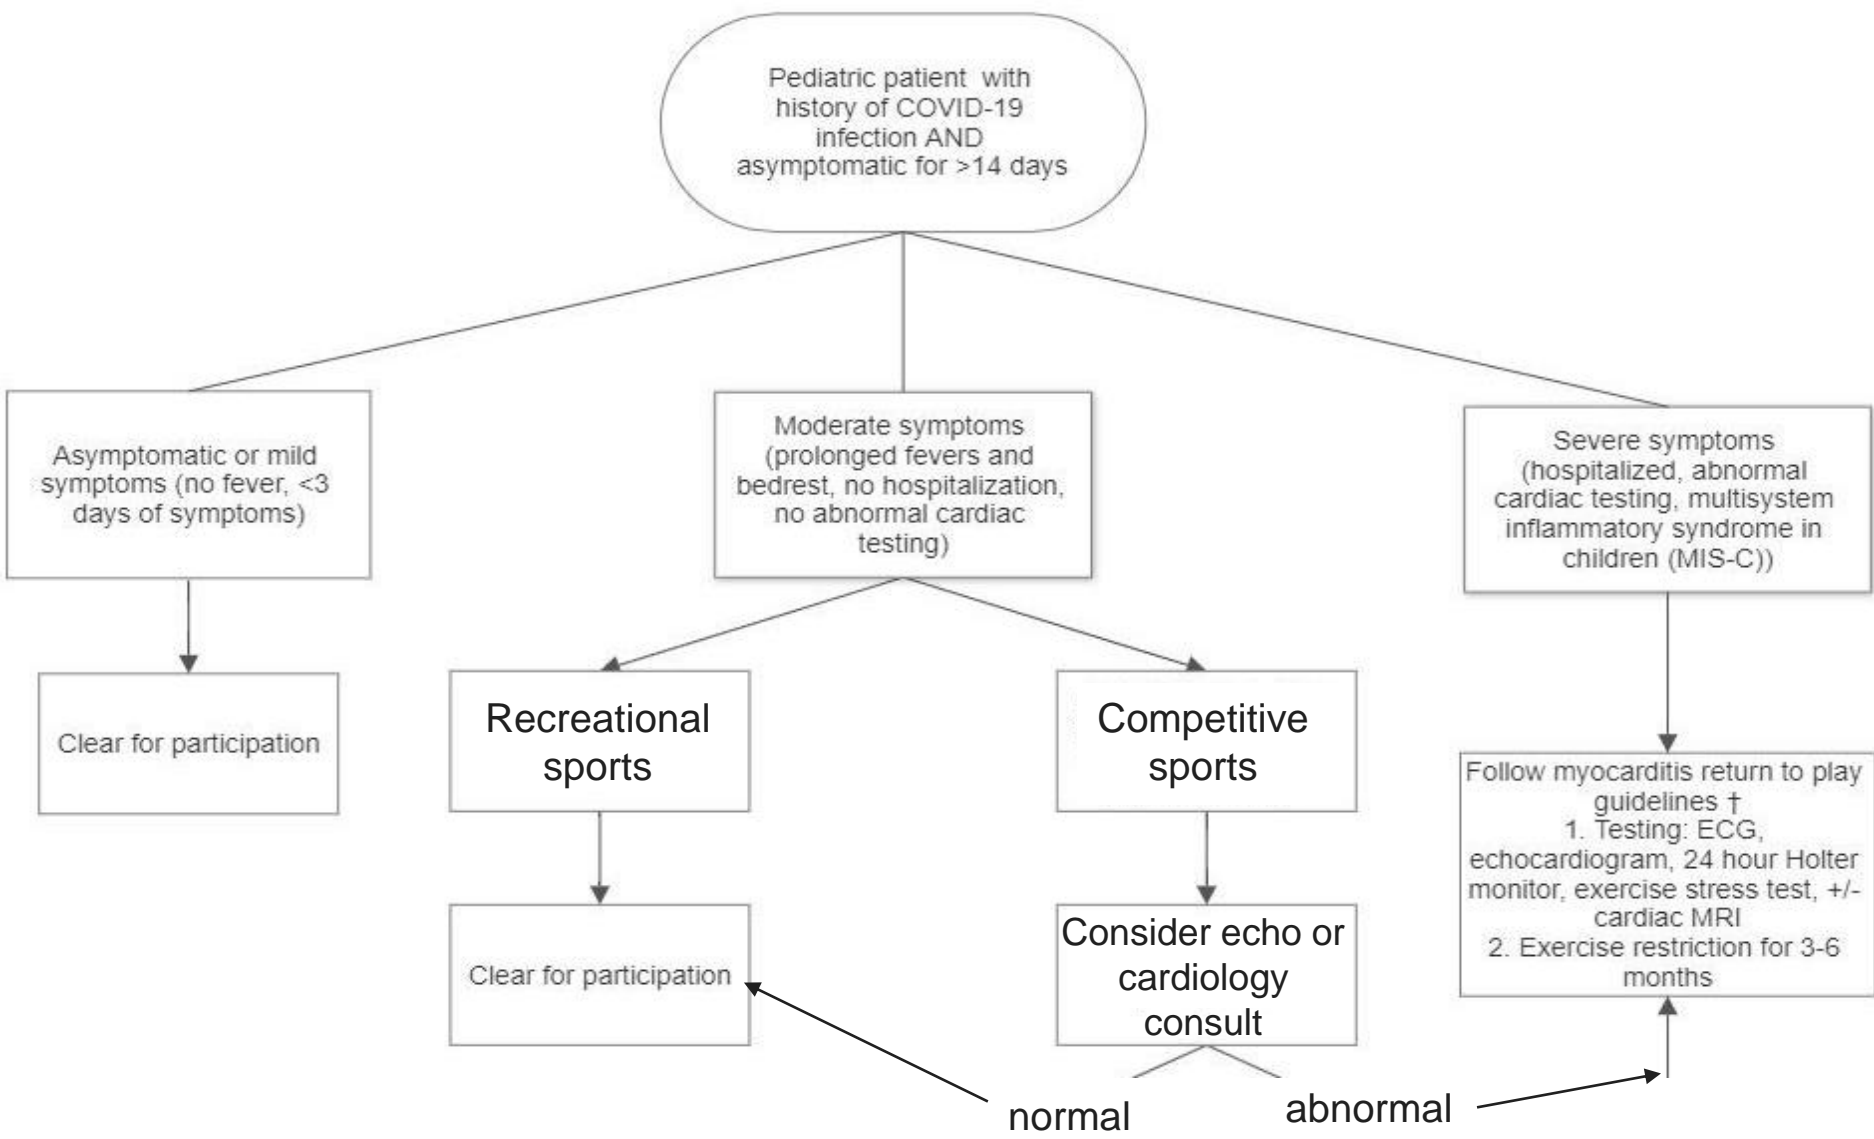 Pediatric patient with
history of COVID-19
infection AND
asymptomatic for >14 days
Asymptomatic or mild
symptoms (no fever, <3
days of symptoms)
Moderate symptoms
(prolonged fevers and
bedrest, no hospitalization,
no abnormal cardiac
testing)
Severe symptoms
(hospitalized, abnormal
cardiac testing, multisystem
inflammatory syndrome in
children (MIS-C))
Clear for participation
Recreational
sports
Competitive
sports
Follow myocarditis return to play
guidelines †
1. Testing: ECG,
echocardiogram, 24 hour Holter
monitor, exercise stress test, +/-
cardiac MRI
2. Exercise restriction for 3-6
months
Clear for participation
Consider echo or
cardiology
consult
normal
abnormal